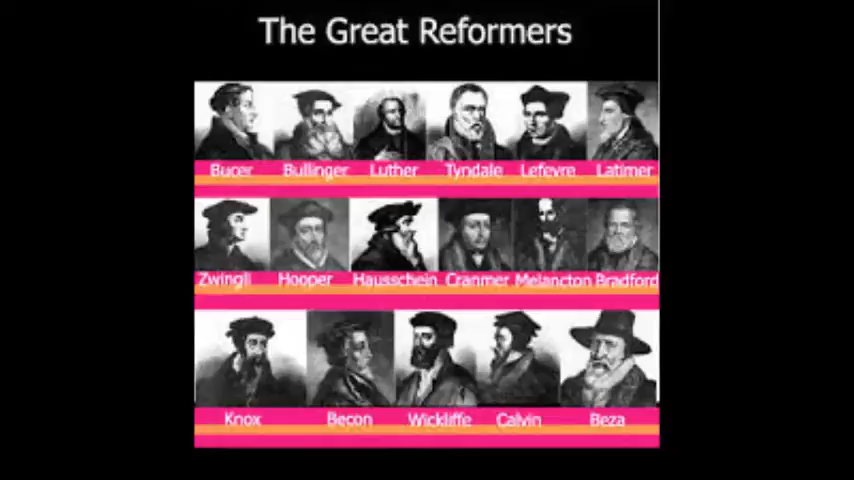 The Great Reformers
Bucer Bullinger Luther Tyndale Lefevre Latimer
Zwingli Hooper Hausschein Cranmer Melancton Bradford
Knox Becon Wickliffe Calvin Beza